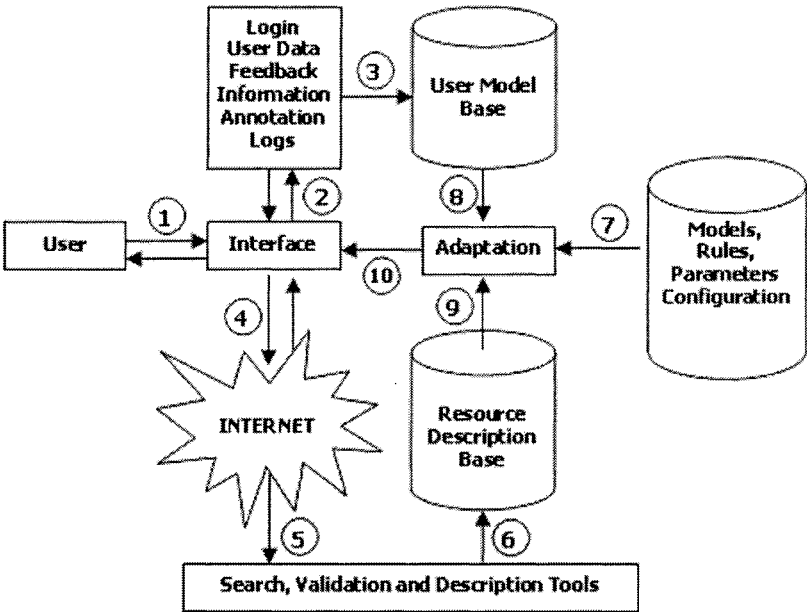 Login
User Data
Feedback
Information
Annotation
Logs
3
User Model
Base
2
8
1
User
Interface
10
Adaptation
7
Models,
Rules,
Parameters
Configuration
4
9
INTERNET
Resource
Description
Base
5
6
Search, Validation and Description Tools